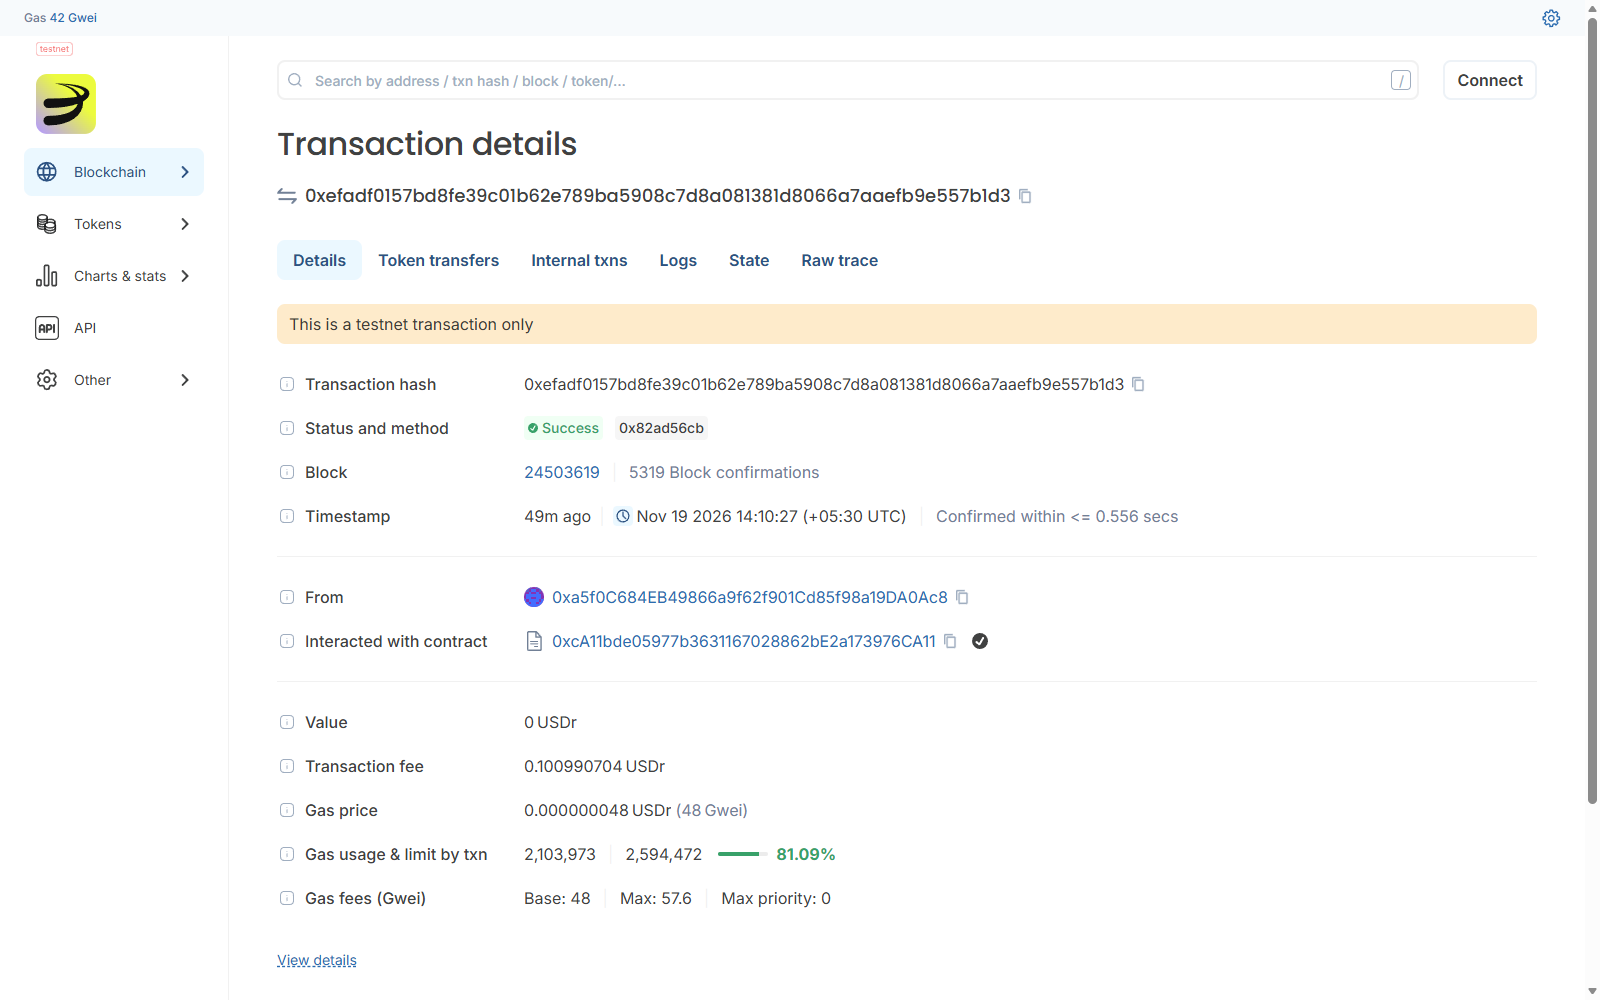 Gas 42 Gwei
testnet
Search by address / txn hash / block / token/...
/
Connect
Blockchain
Tokens
Charts & stats
API
API
Other
Transaction details
0xefadf0157bd8fe39c01b62e789ba5908c7d8a081381d8066a7aaefb9e557b1d3
Details Token transfers Internal txns Logs State Raw trace
This is a testnet transaction only
Transaction hash 0xefadf0157bd8fe39c01b62e789ba5908c7d8a081381d8066a7aaefb9e557b1d3
Status and method Success 0x82ad56cb
Block 24503619 5319 Block confirmations
Timestamp 49m ago Nov 19 2026 14:10:27 (+05:30 UTC) Confirmed within <= 0.556 secs
From 0xa5f0C684EB49866a9f62f901Cd85f98a19DA0Ac8
Interacted with contract 0xcA11bde05977b3631167028862bE2a173976CA11
Value 0 USDr
Transaction fee 0.100990704 USDr
Gas price 0.000000048 USDr (48 Gwei)
Gas usage & limit by txn 2,103,973 2,594,472 81.09%
Gas fees (Gwei) Base: 48 Max: 57.6 Max priority: 0
View details